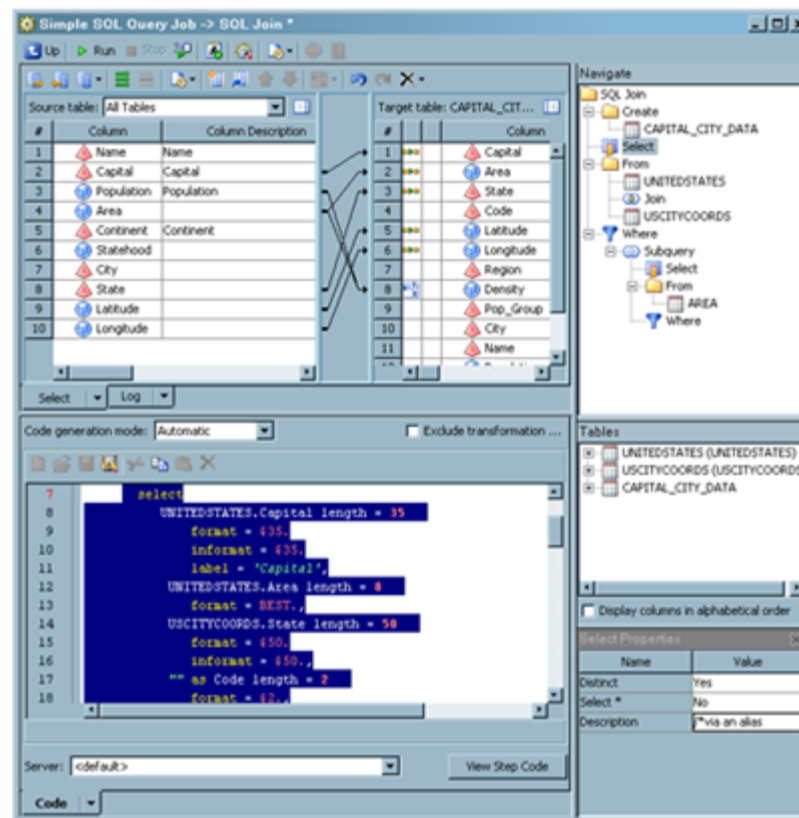 Simple SQL Query Job -> SQL Join *
Up Run Stop
Source table: All Tables
# Column Column Description
1 Name Name
2 Capital Capital
3 Population Population
4 Area
5 Continent Continent
6 Statehood
7 City
8 State
9 Latitude
10 Longitude
Target table: CAPITAL_CIT...
# Column
1 Capital
2 Area
3 State
4 Code
5 Latitude
6 Longitude
7 Region
8 Density
9 Pop_Group
10 City
11 Name
Select Log
Navigate
SQL Join
Create
CAPITAL_CITY_DATA
Select
From
UNITEDSTATES
Join
USCITYCOORDS
Where
Subquery
Select
From
AREA
Where
Code generation mode: Automatic Exclude transformation ...
7 select
8 UNITEDSTATES.Capital length = 35
9 format = $35.
10 informat = $35.
11 label = 'Capital',
12 UNITEDSTATES.Area length = 8
13 format = BEST.,
14 USCITYCOORDS.State length = 50
15 format = $50.
16 informat = $50.,
17 "" as Code length = 2
18 format = $2.,
Server: <default> View Step Code
Code
Tables
UNITEDSTATES (UNITEDSTATES)
USCITYCOORDS (USCITYCOORDS
CAPITAL_CITY_DATA
Display columns in alphabetical order
Select Properties
Name Value
Distinct Yes
Select * No
Description /*via an alias